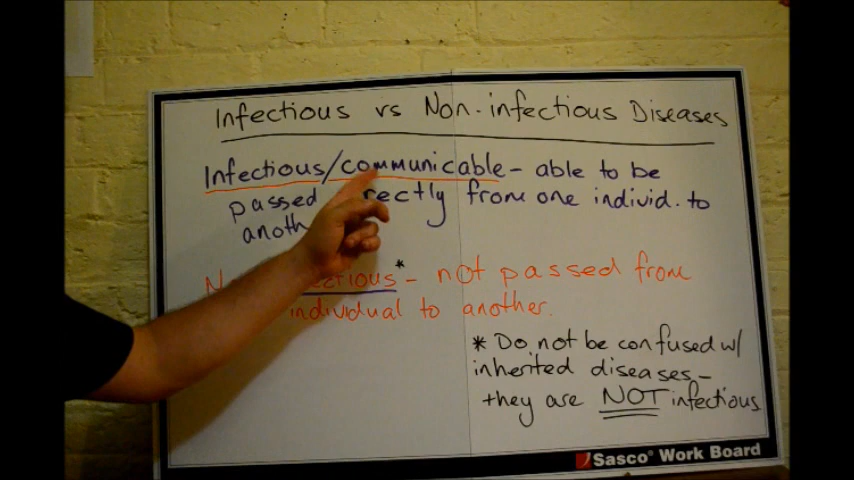 Infectious vs Non-infectious Diseases
Infectious/communicable - able to be
passed rectly from one individ. to
anoth
N ectious* - not passed from
individual to another.
* Do not be confused w/
inherited diseases -
they are NOT infectious
Sasco® Work Board